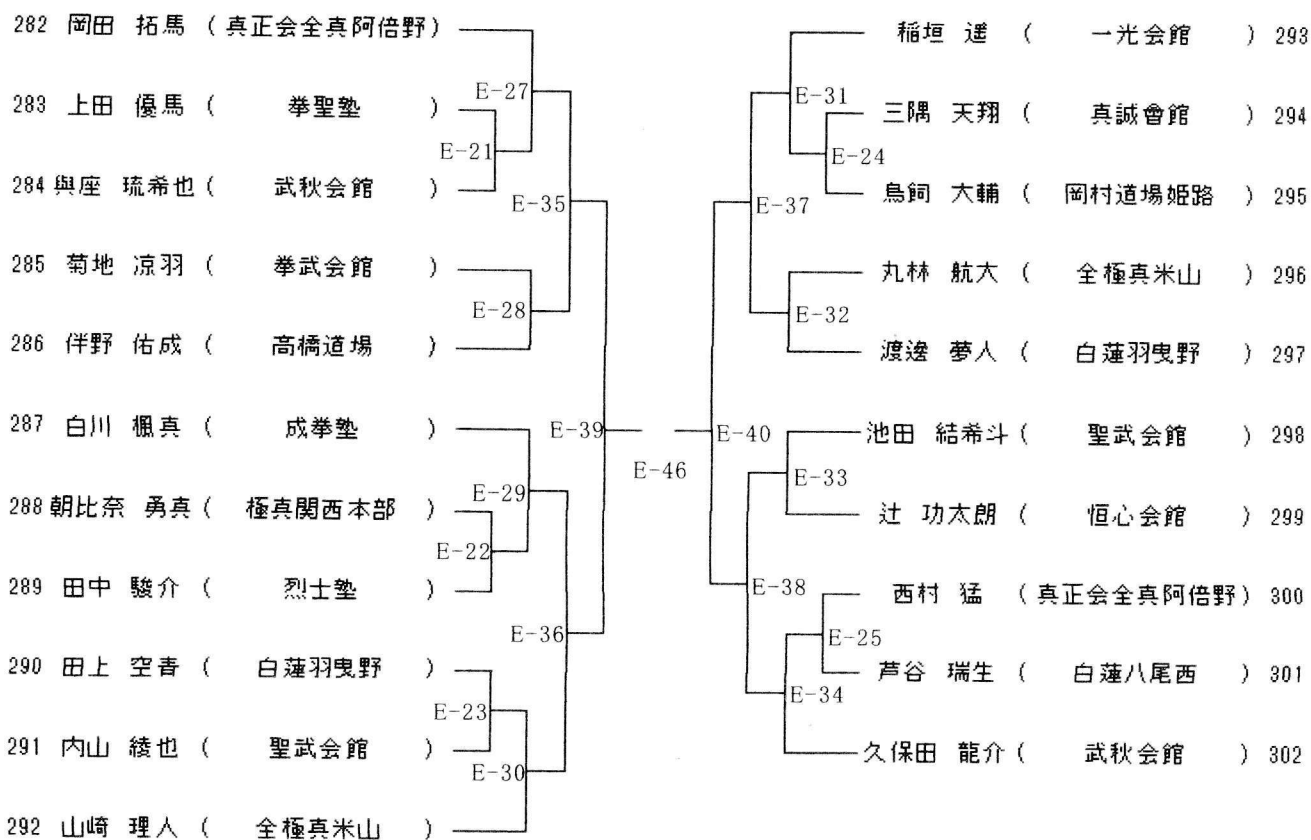 282 岡田 拓馬 ( 真正会全真阿倍野 )
283 上田 優馬 ( 拳聖塾 )
284 與座 琉希也 ( 武秋会館 )
285 菊地 凉羽 ( 拳武会館 )
286 伴野 佑成 ( 高橋道場 )
287 白川 楓真 ( 成拳塾 )
288 朝比奈 勇真 ( 極真関西本部 )
289 田中 駿介 ( 烈士塾 )
290 田上 空青 ( 白蓮羽曳野 )
291 内山 綾也 ( 聖武会館 )
292 山崎 理人 ( 全極真米山 )
E-27
E-21
E-35
E-28
E-39
E-29
E-22
E-36
E-23
E-30
E-46
E-31
E-24
E-37
E-32
E-40
E-33
E-38
E-25
E-34
稲垣 遥 ( 一光会館 ) 293
三隅 天翔 ( 真誠會館 ) 294
鳥飼 大輔 ( 岡村道場姫路 ) 295
丸林 航大 ( 全極真米山 ) 296
渡邊 夢人 ( 白蓮羽曳野 ) 297
池田 結希斗 ( 聖武会館 ) 298
辻 功太朗 ( 恒心会館 ) 299
西村 猛 ( 真正会全真阿倍野 ) 300
芦谷 瑞生 ( 白蓮八尾西 ) 301
久保田 龍介 ( 武秋会館 ) 302